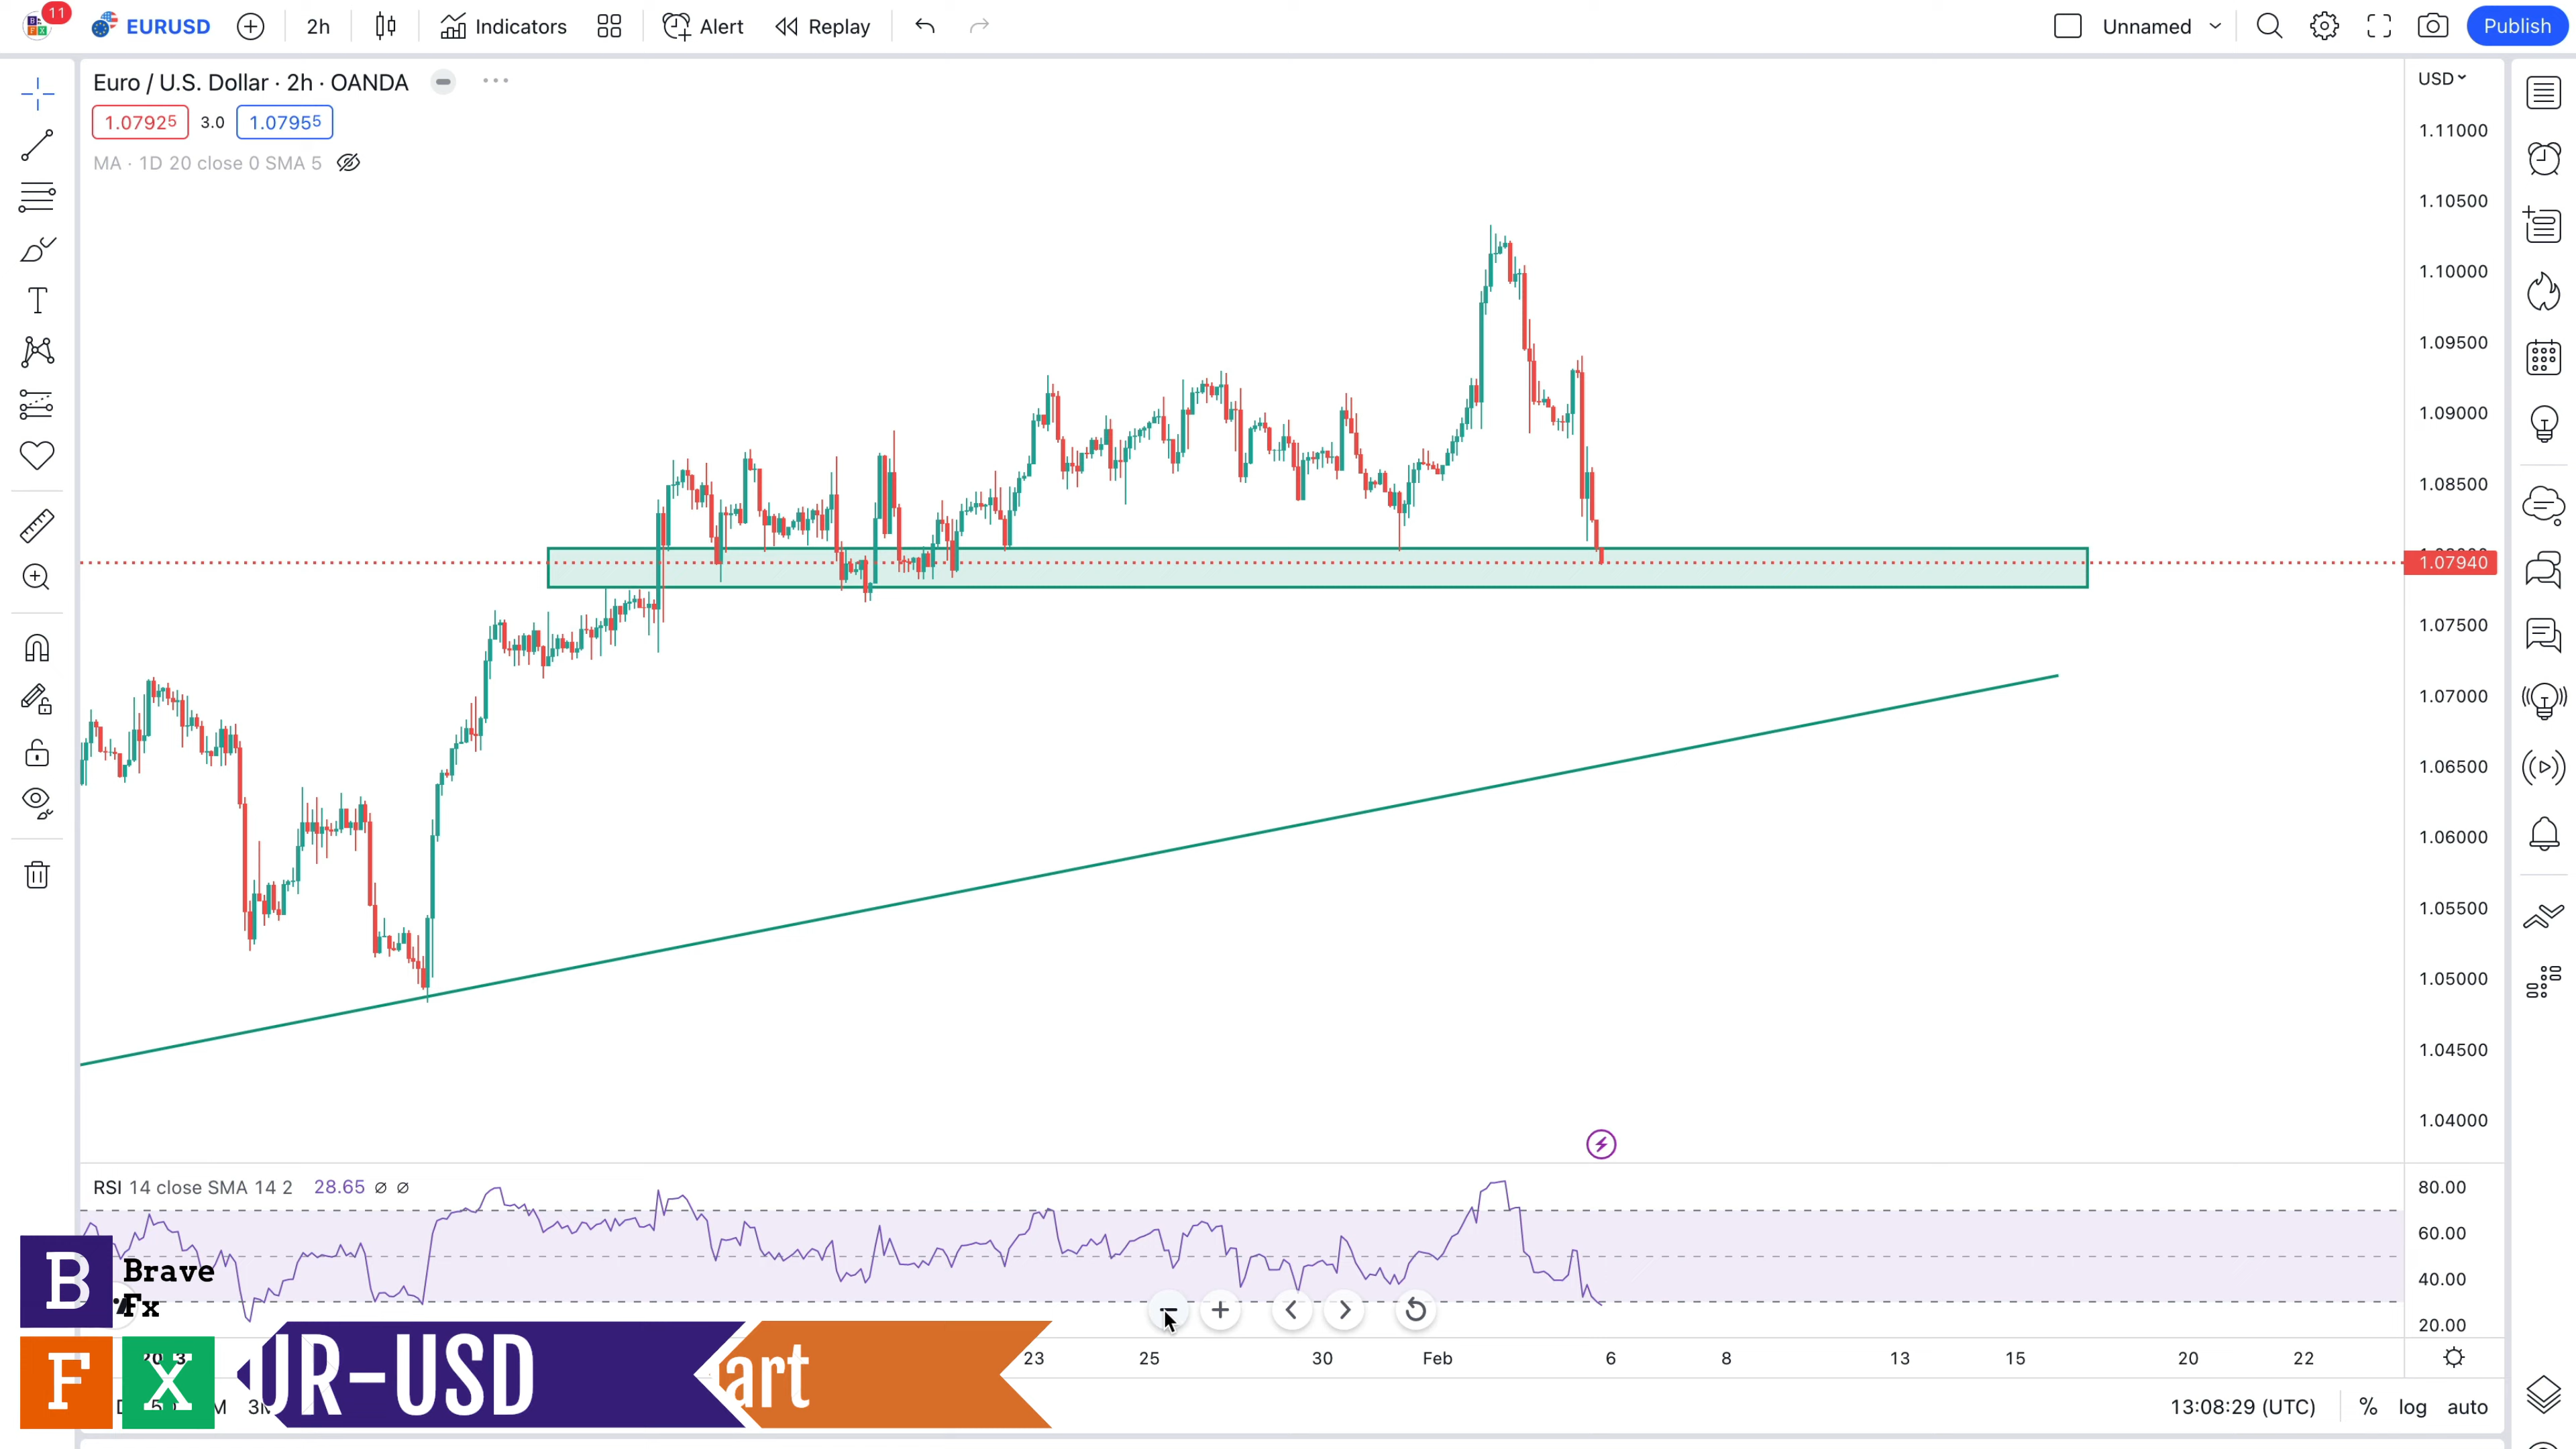 11
EURUSD
2h
Indicators
Alert
Replay
Unnamed
Publish
Euro / U.S. Dollar · 2h · OANDA
1.07925 3.0 1.07955
MA · 1D 20 close 0 SMA 5
USD
1.11000
1.10500
1.10000
1.09500
1.09000
1.08500
1.07940
1.07500
1.07000
1.06500
1.06000
1.05500
1.05000
1.04500
1.04000
RSI 14 close SMA 14 2 28.65 ∅ ∅
80.00
60.00
40.00
20.00
B
Brave
Fx
F X
UR-USD
art
23 25 30 Feb 6 8 13 15 20 22
13:08:29 (UTC) % log auto